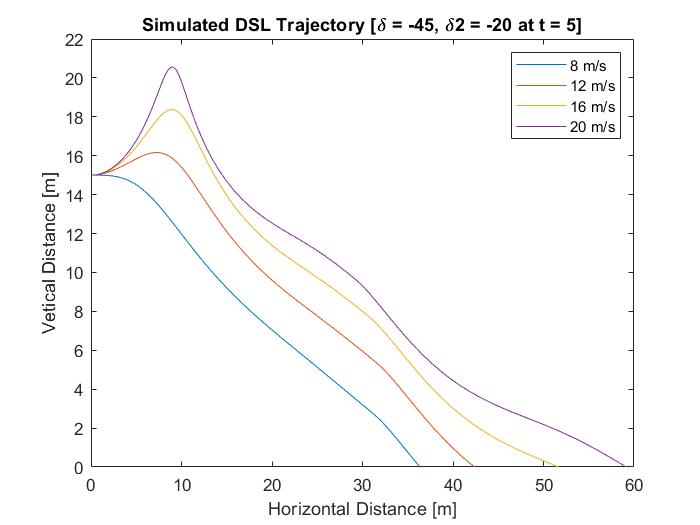 Simulated DSL Trajectory [δ = -45, δ2 = -20 at t = 5]
22
20
18
16
14
12
10
8
6
4
2
0
Vetical Distance [m]
8 m/s
12 m/s
16 m/s
20 m/s
0 10 20 30 40 50 60
Horizontal Distance [m]